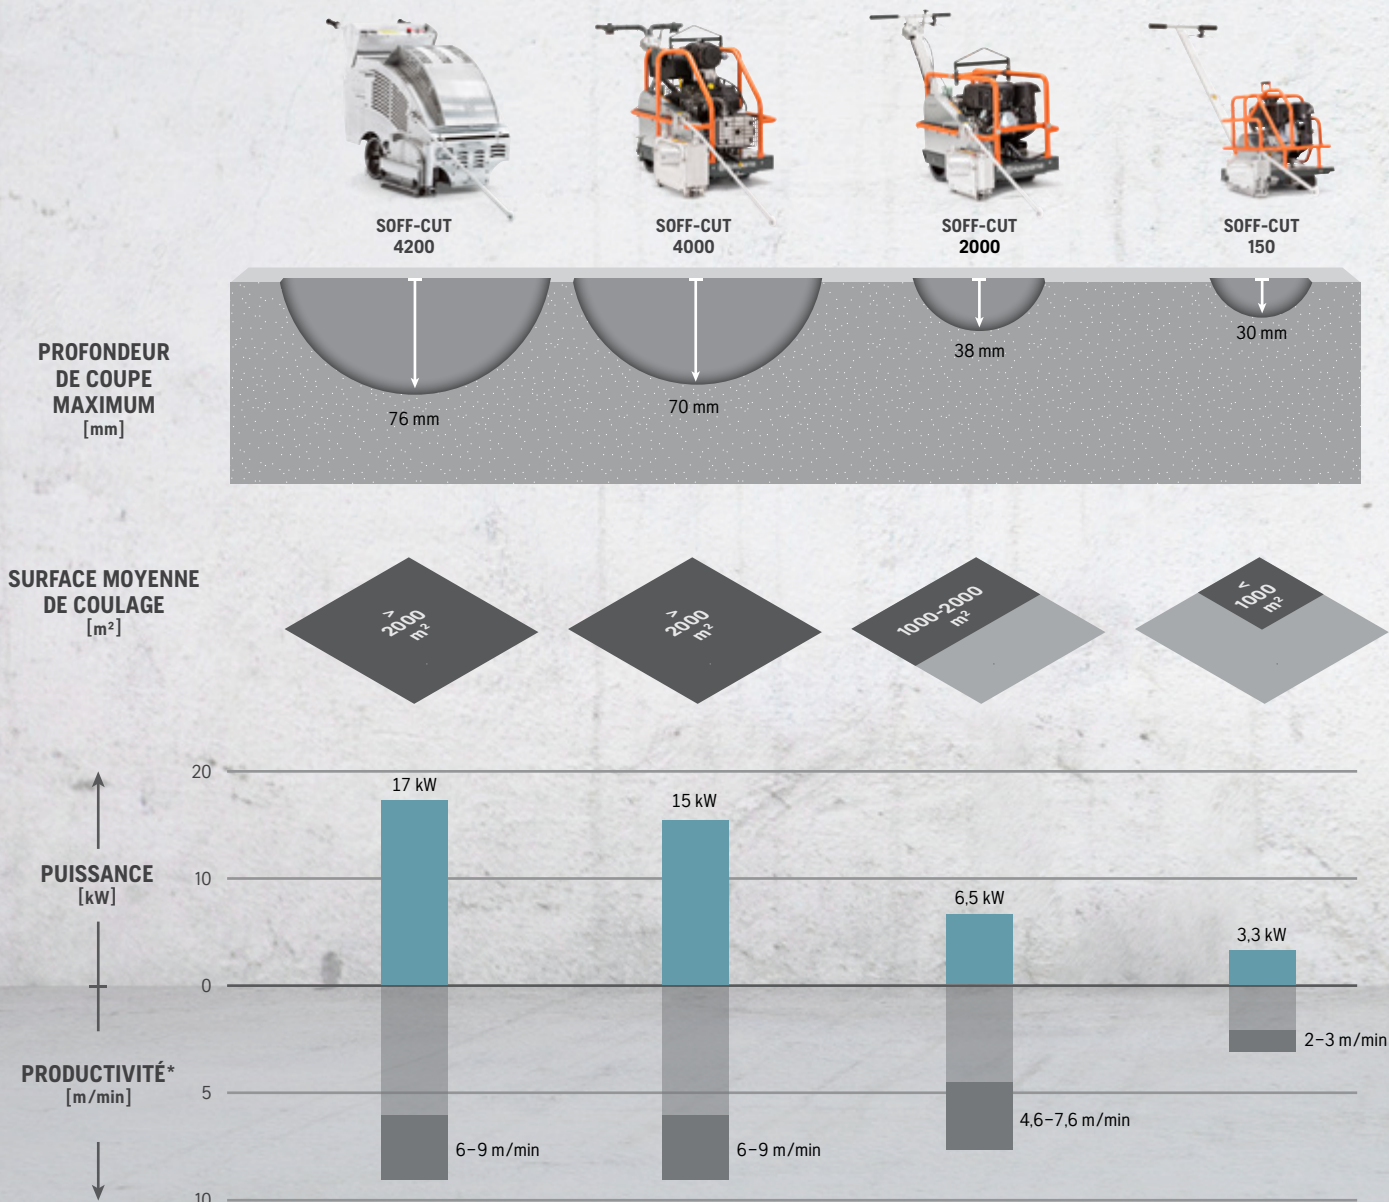 SOFF-CUT
4200
SOFF-CUT
4000
SOFF-CUT
2000
SOFF-CUT
150
PROFONDEUR
DE COUPE
MAXIMUM
[mm]
76 mm
70 mm
38 mm
30 mm
SURFACE MOYENNE
DE COULAGE
[m²]
>
2000
m²
>
2000
m²
1000-2000
m²
<
1000
m²
PUISSANCE
[kW]
20
10
0
17 kW
15 kW
6,5 kW
3,3 kW
PRODUCTIVITÉ*
[m/min]
5
10
6–9 m/min
6–9 m/min
4,6–7,6 m/min
2–3 m/min